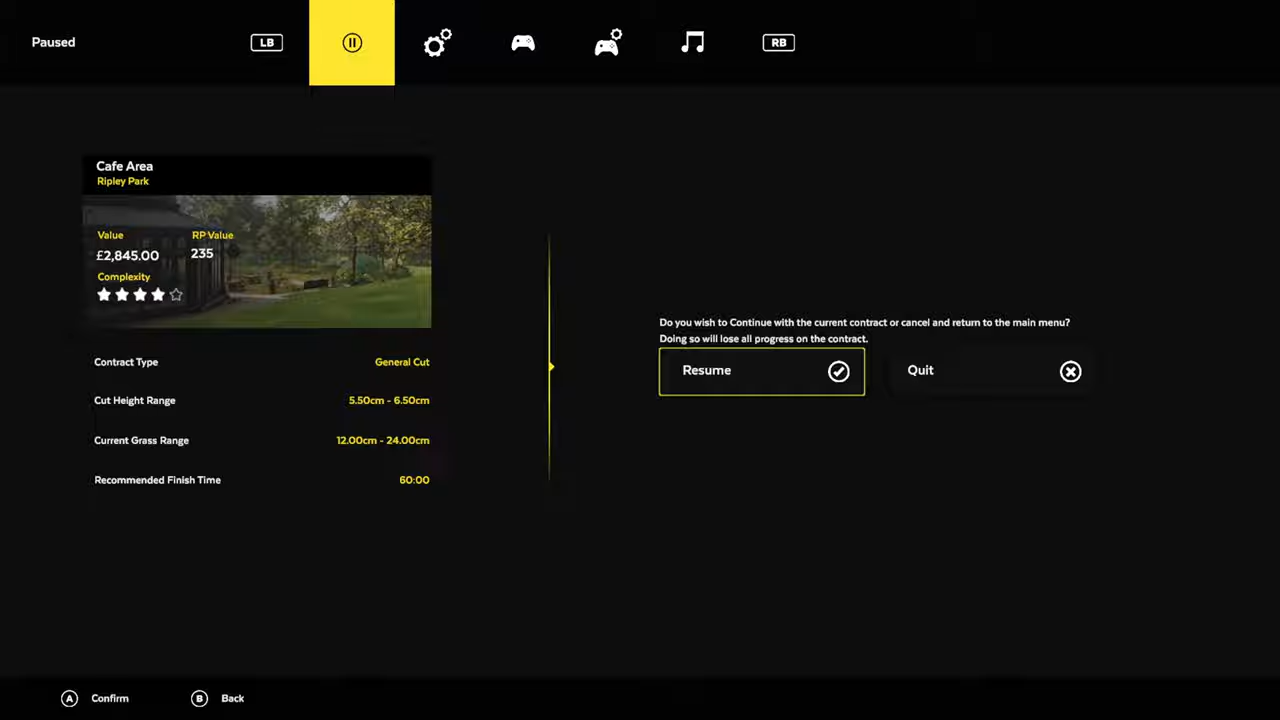 Paused
LB
RB
Cafe Area
Ripley Park
Value
RP Value
£2,845.00
235
Complexity
Contract Type
General Cut
Cut Height Range
5.50cm - 6.50cm
Current Grass Range
12.00cm - 24.00cm
Recommended Finish Time
60:00
Do you wish to Continue with the current contract or cancel and return to the main menu?
Doing so will lose all progress on the contract.
Resume
Quit
A Confirm
B Back